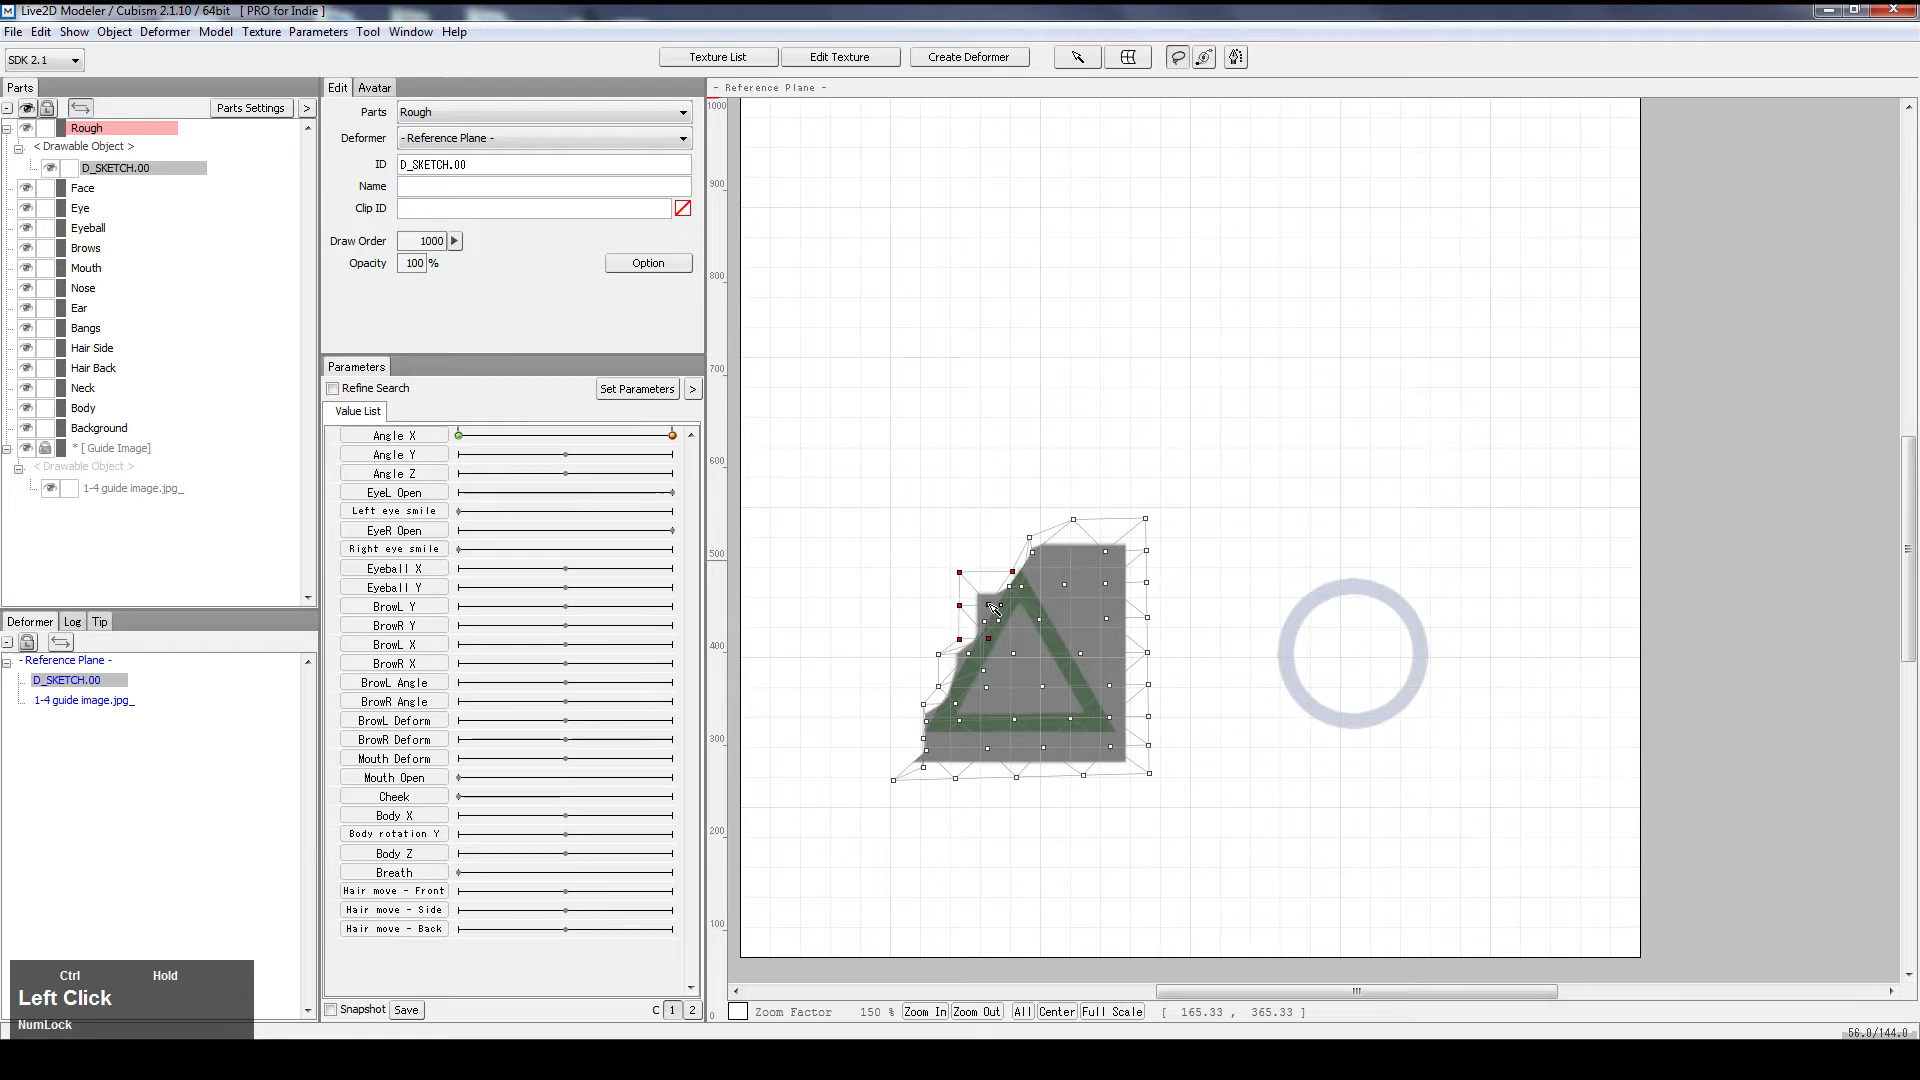 Live2D Modeler / Cubism 2.1.10 / 64bit [ PRO for Indie ]
File Edit Show Object Deformer Model Texture Parameters Tool Window Help
SDK 2.1
Texture List Edit Texture Create Deformer
Parts
Parts Settings >
Rough
< Drawable Object >
D_SKETCH.00
Face
Eye
Eyeball
Brows
Mouth
Nose
Ear
Bangs
Hair Side
Hair Back
Neck
Body
Background
* [ Guide Image]
< Drawable Object >
1-4 guide image.jpg_
Deformer Log Tip
- Reference Plane -
D_SKETCH.00
1-4 guide image.jpg_
Ctrl Hold
Left Click
NumLock
Edit Avatar
Parts Rough
Deformer - Reference Plane -
ID D_SKETCH.00
Name
Clip ID
Draw Order 1000
Opacity 100 % Option
Parameters
Refine Search Set Parameters >
Value List
Angle X
Angle Y
Angle Z
EyeL Open
Left eye smile
EyeR Open
Right eye smile
Eyeball X
Eyeball Y
BrowL Y
BrowR Y
BrowL X
BrowR X
BrowL Angle
BrowR Angle
BrowL Deform
BrowR Deform
Mouth Deform
Mouth Open
Cheek
Body X
Body rotation Y
Body Z
Breath
Hair move - Front
Hair move - Side
Hair move - Back
Snapshot Save C 1 2
- Reference Plane -
1000
900
800
700
600
500
400
300
200
100
0
Zoom Factor 150 % Zoom In Zoom Out All Center Full Scale [ 165.33 , 365.33 ]
56.0/144.0